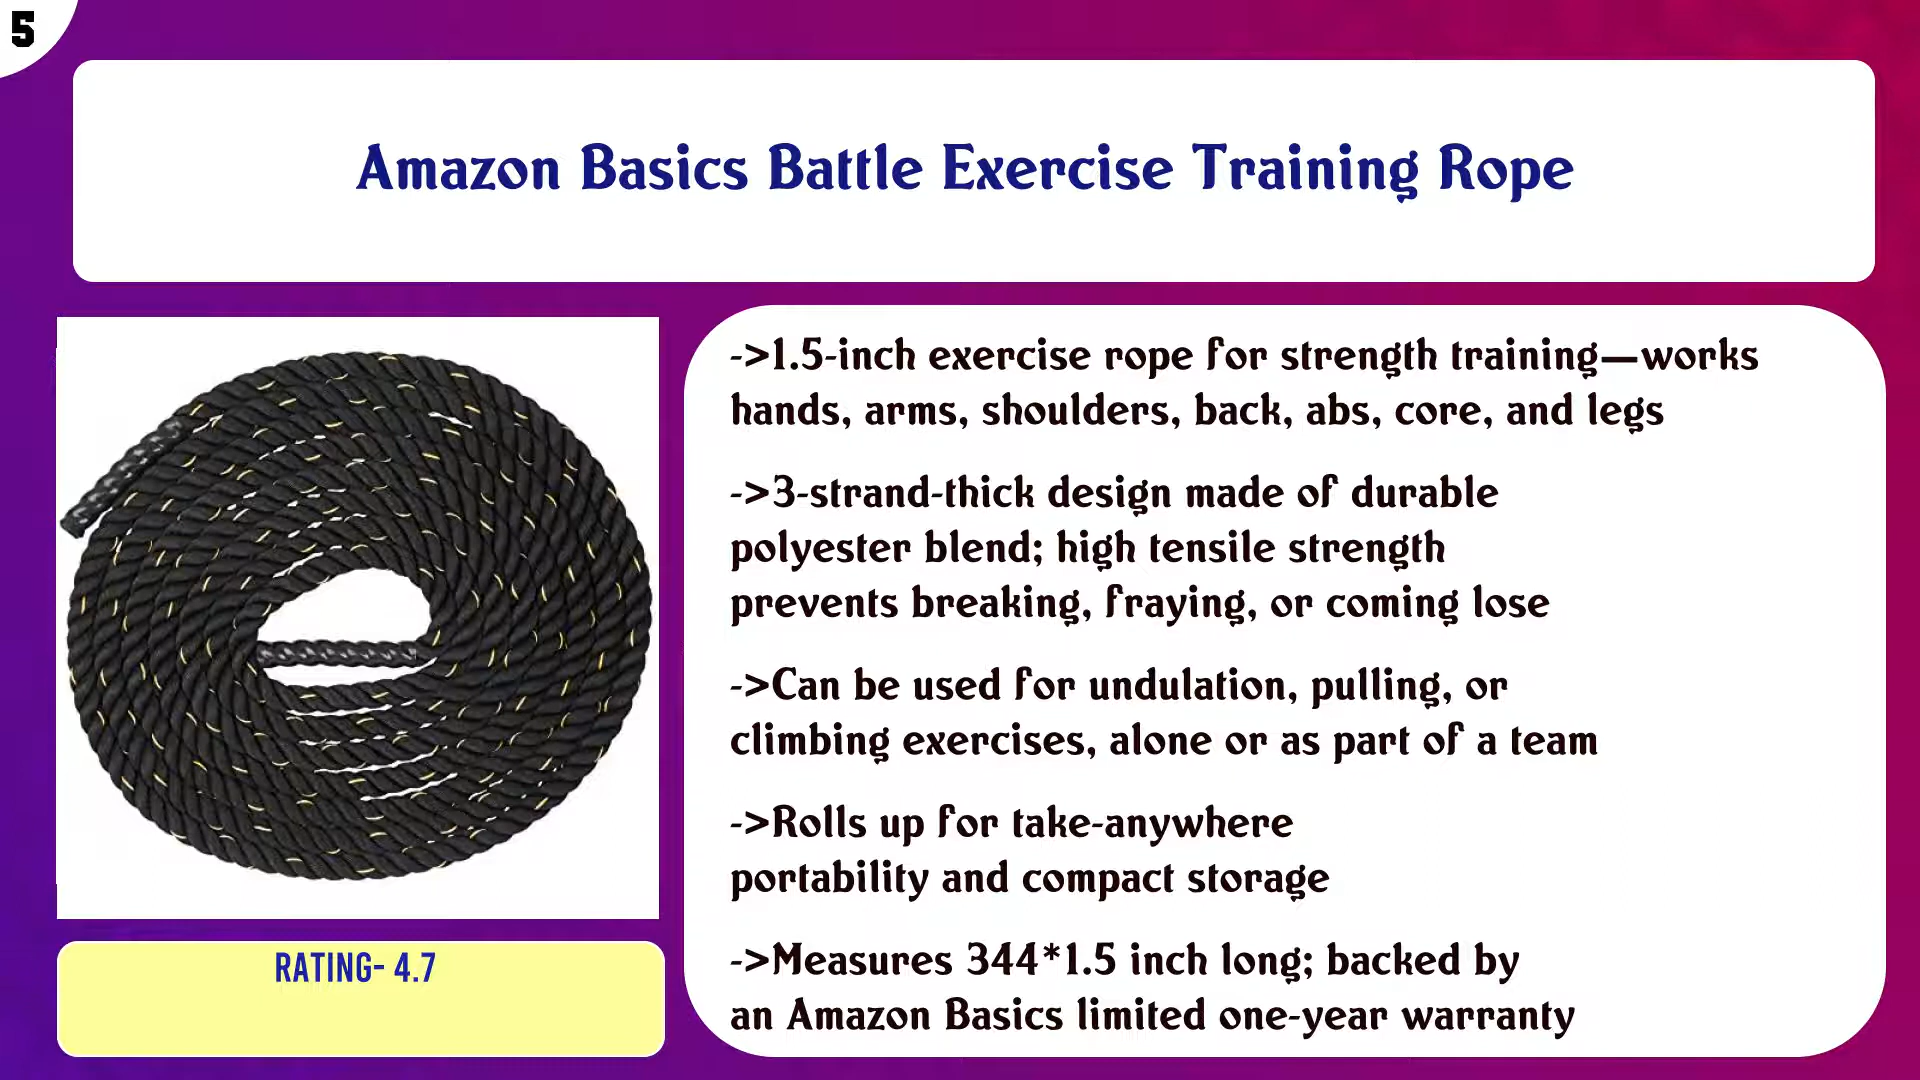 5
Amazon Basics Battle Exercise Training Rope
->1.5-inch exercise rope for strength training—works
hands, arms, shoulders, back, abs, core, and legs
->3-strand-thick design made of durable
polyester blend; high tensile strength
prevents breaking, fraying, or coming lose
->Can be used for undulation, pulling, or
climbing exercises, alone or as part of a team
->Rolls up for take-anywhere
portability and compact storage
->Measures 344*1.5 inch long; backed by
an Amazon Basics limited one-year warranty
RATING- 4.7